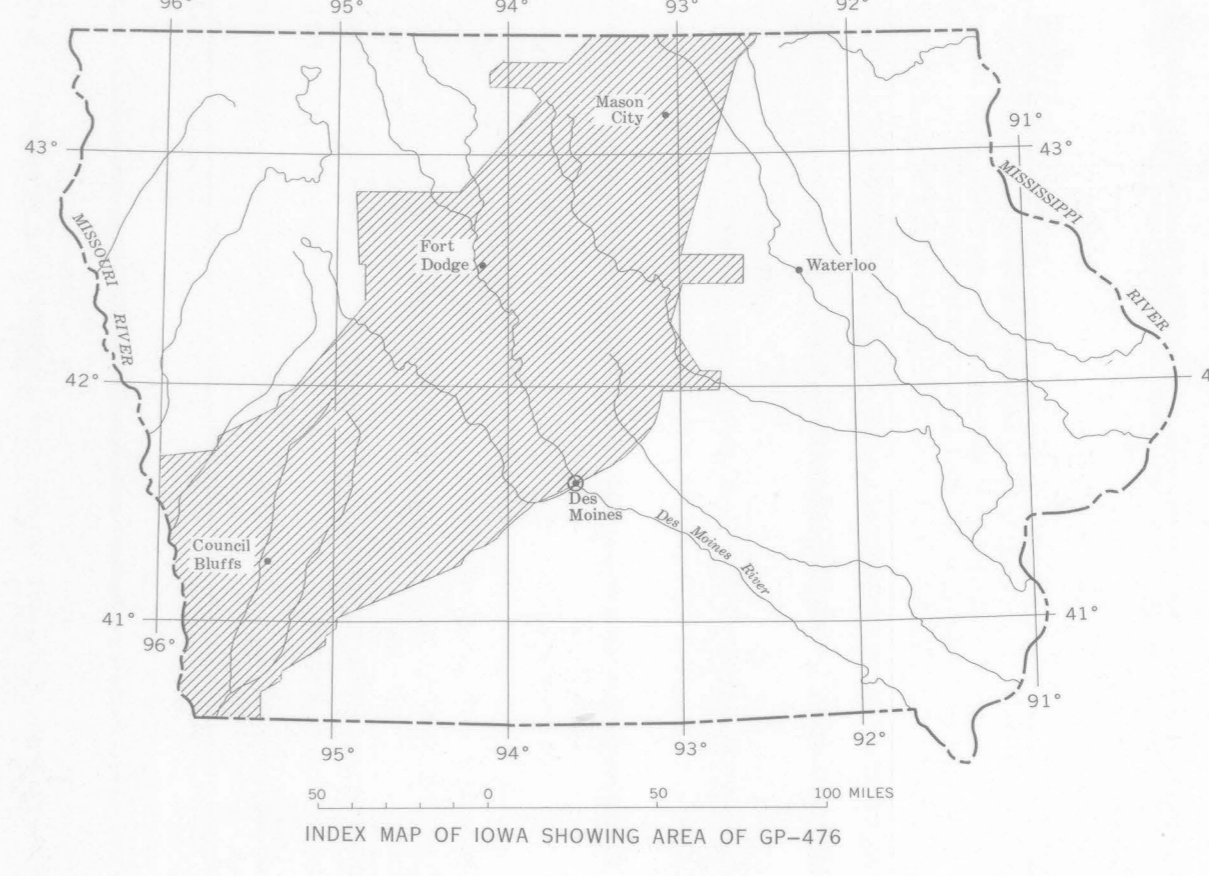 96° 95° 94° 93° 92°
Mason
City
91°
43°
43°
MISSISSIPPI
MISSOURI
RIVER
Fort
Dodge
Waterloo
RIVER
42°
4
Des
Moines
Des Moines River
Council
Bluffs
41°
41°
96°
91°
95° 94° 93° 92°
50 0 50 100 MILES
INDEX MAP OF IOWA SHOWING AREA OF GP–476